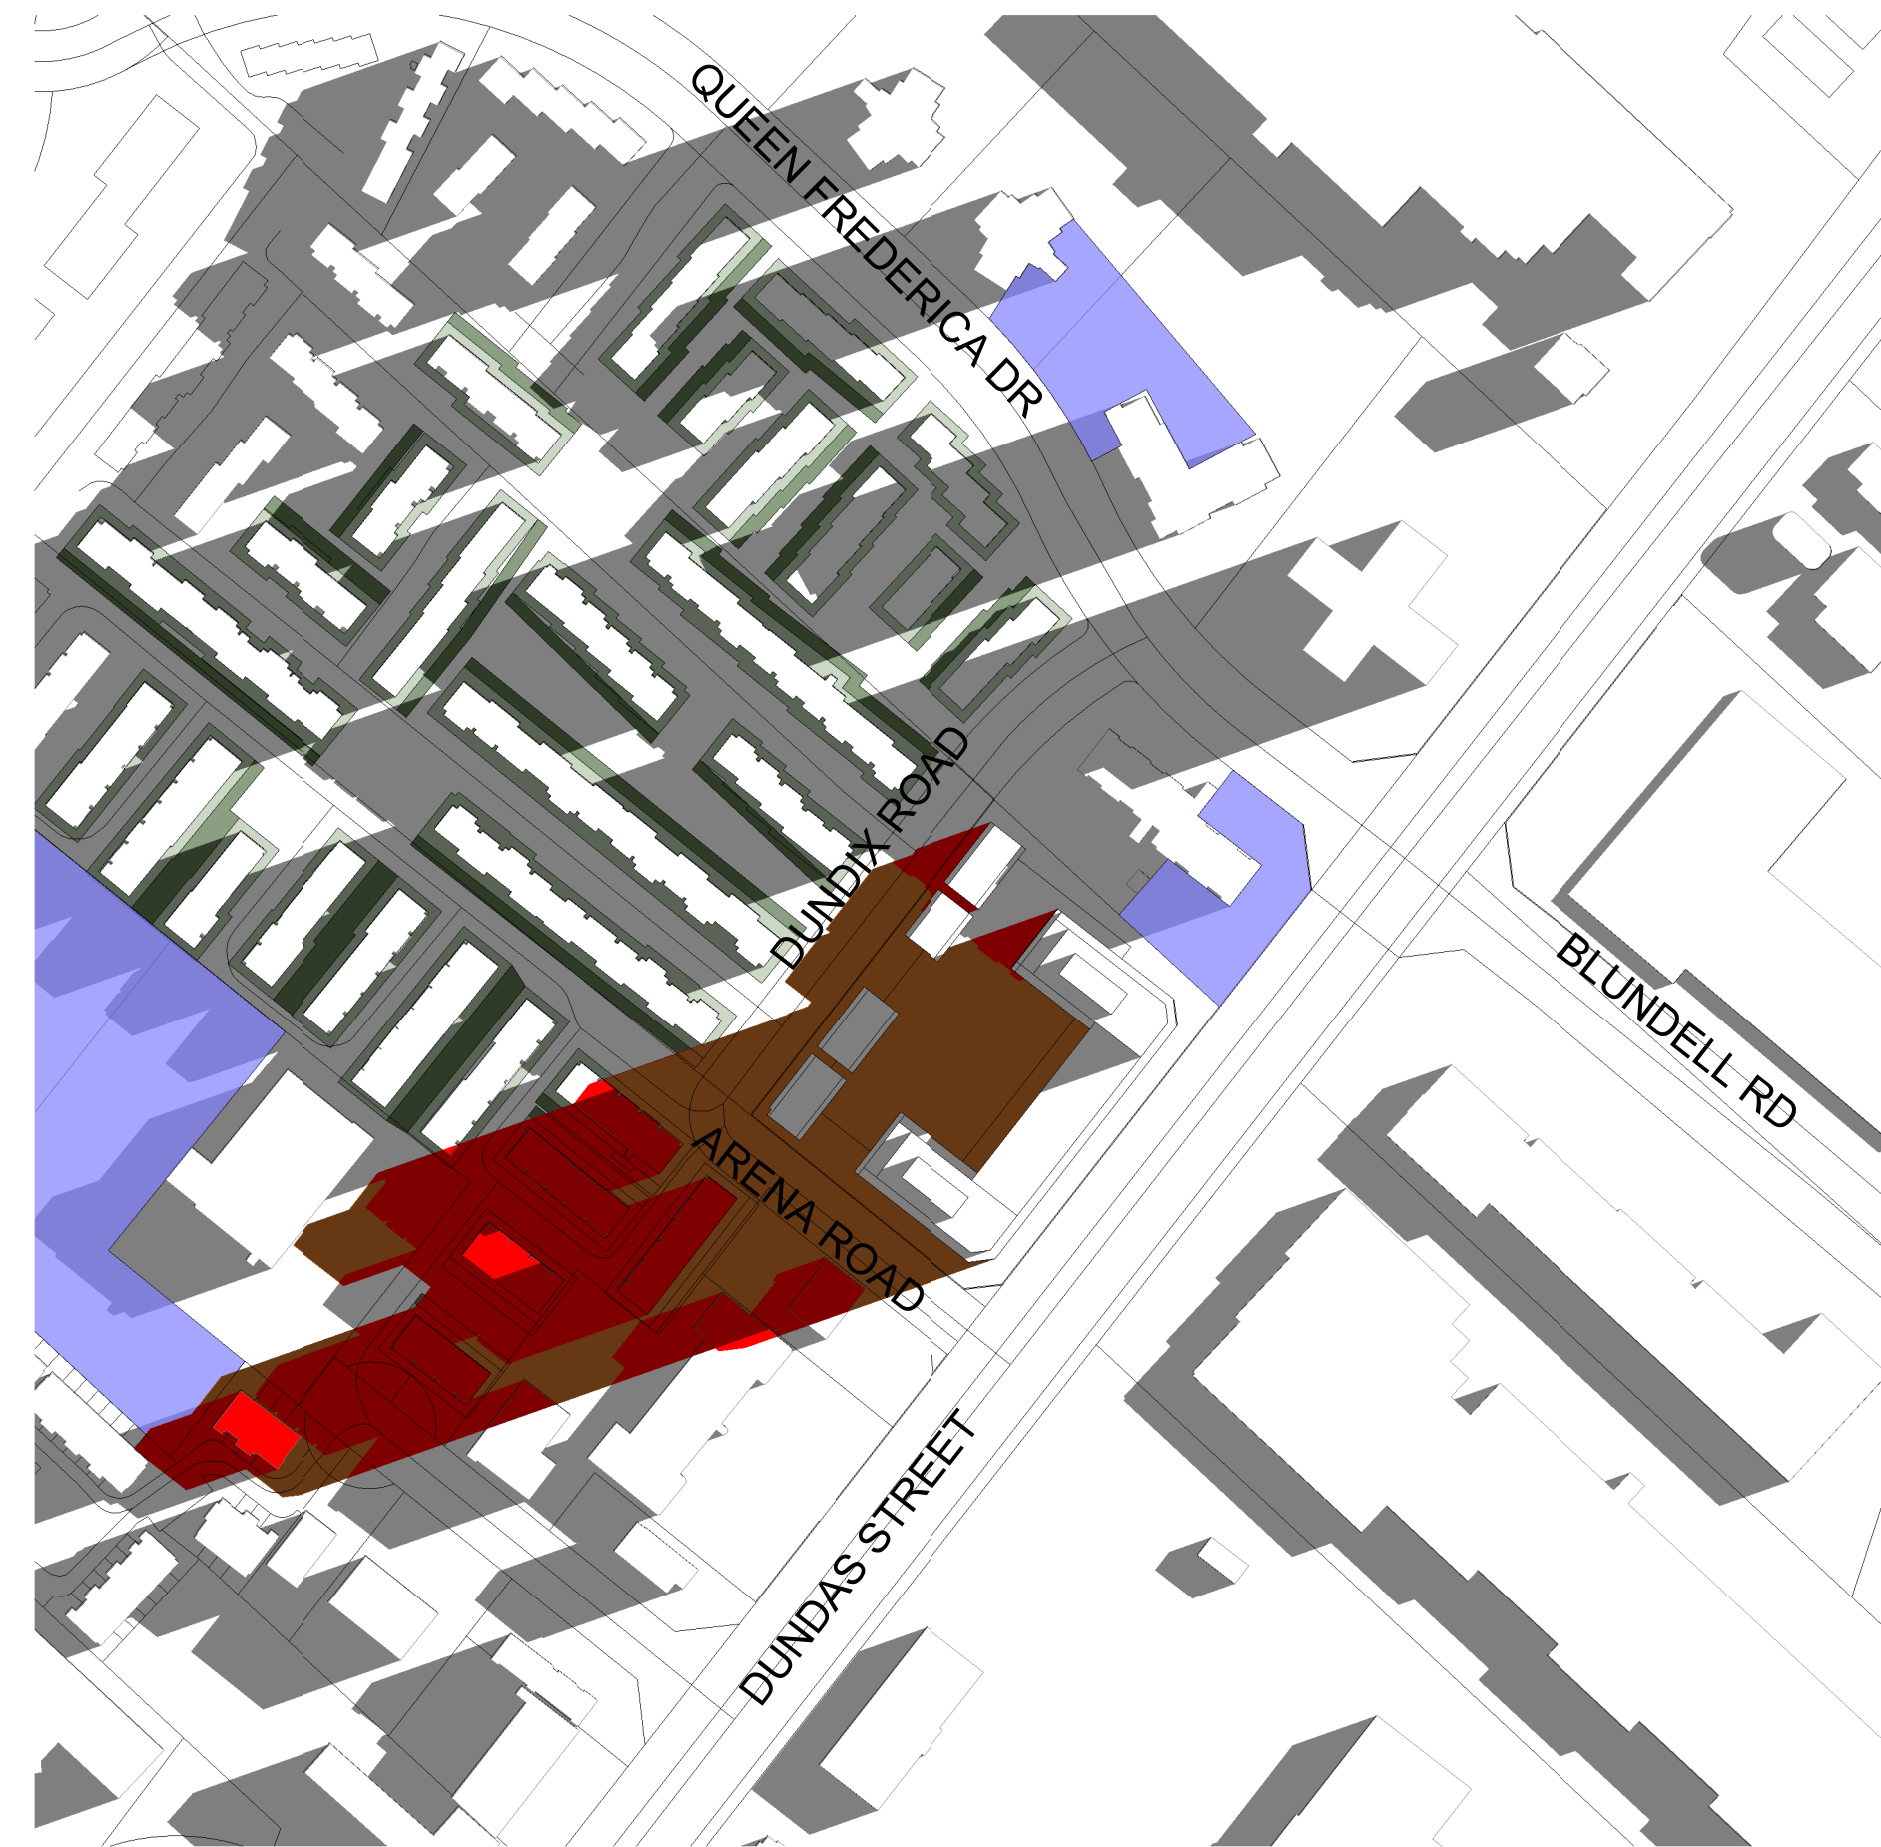 QUEEN FREDERICA DR
DUNDIX ROAD
BLUNDELL RD
ARENA ROAD
DUNDAS STREET